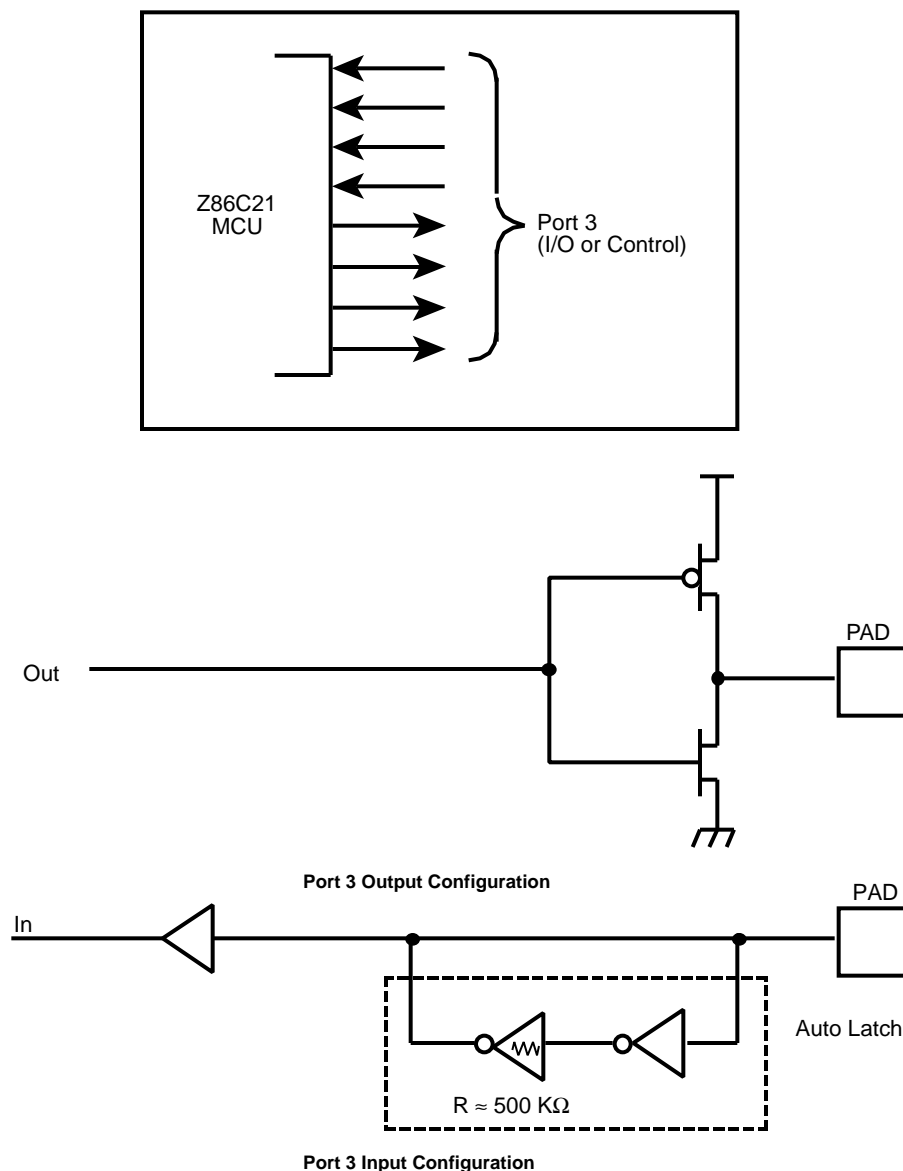 Z86C21
MCU
Port 3
(I/O or Control)
Out
PAD
Port 3 Output Configuration
In
PAD
Auto Latch
R ≈ 500 KΩ
Port 3 Input Configuration